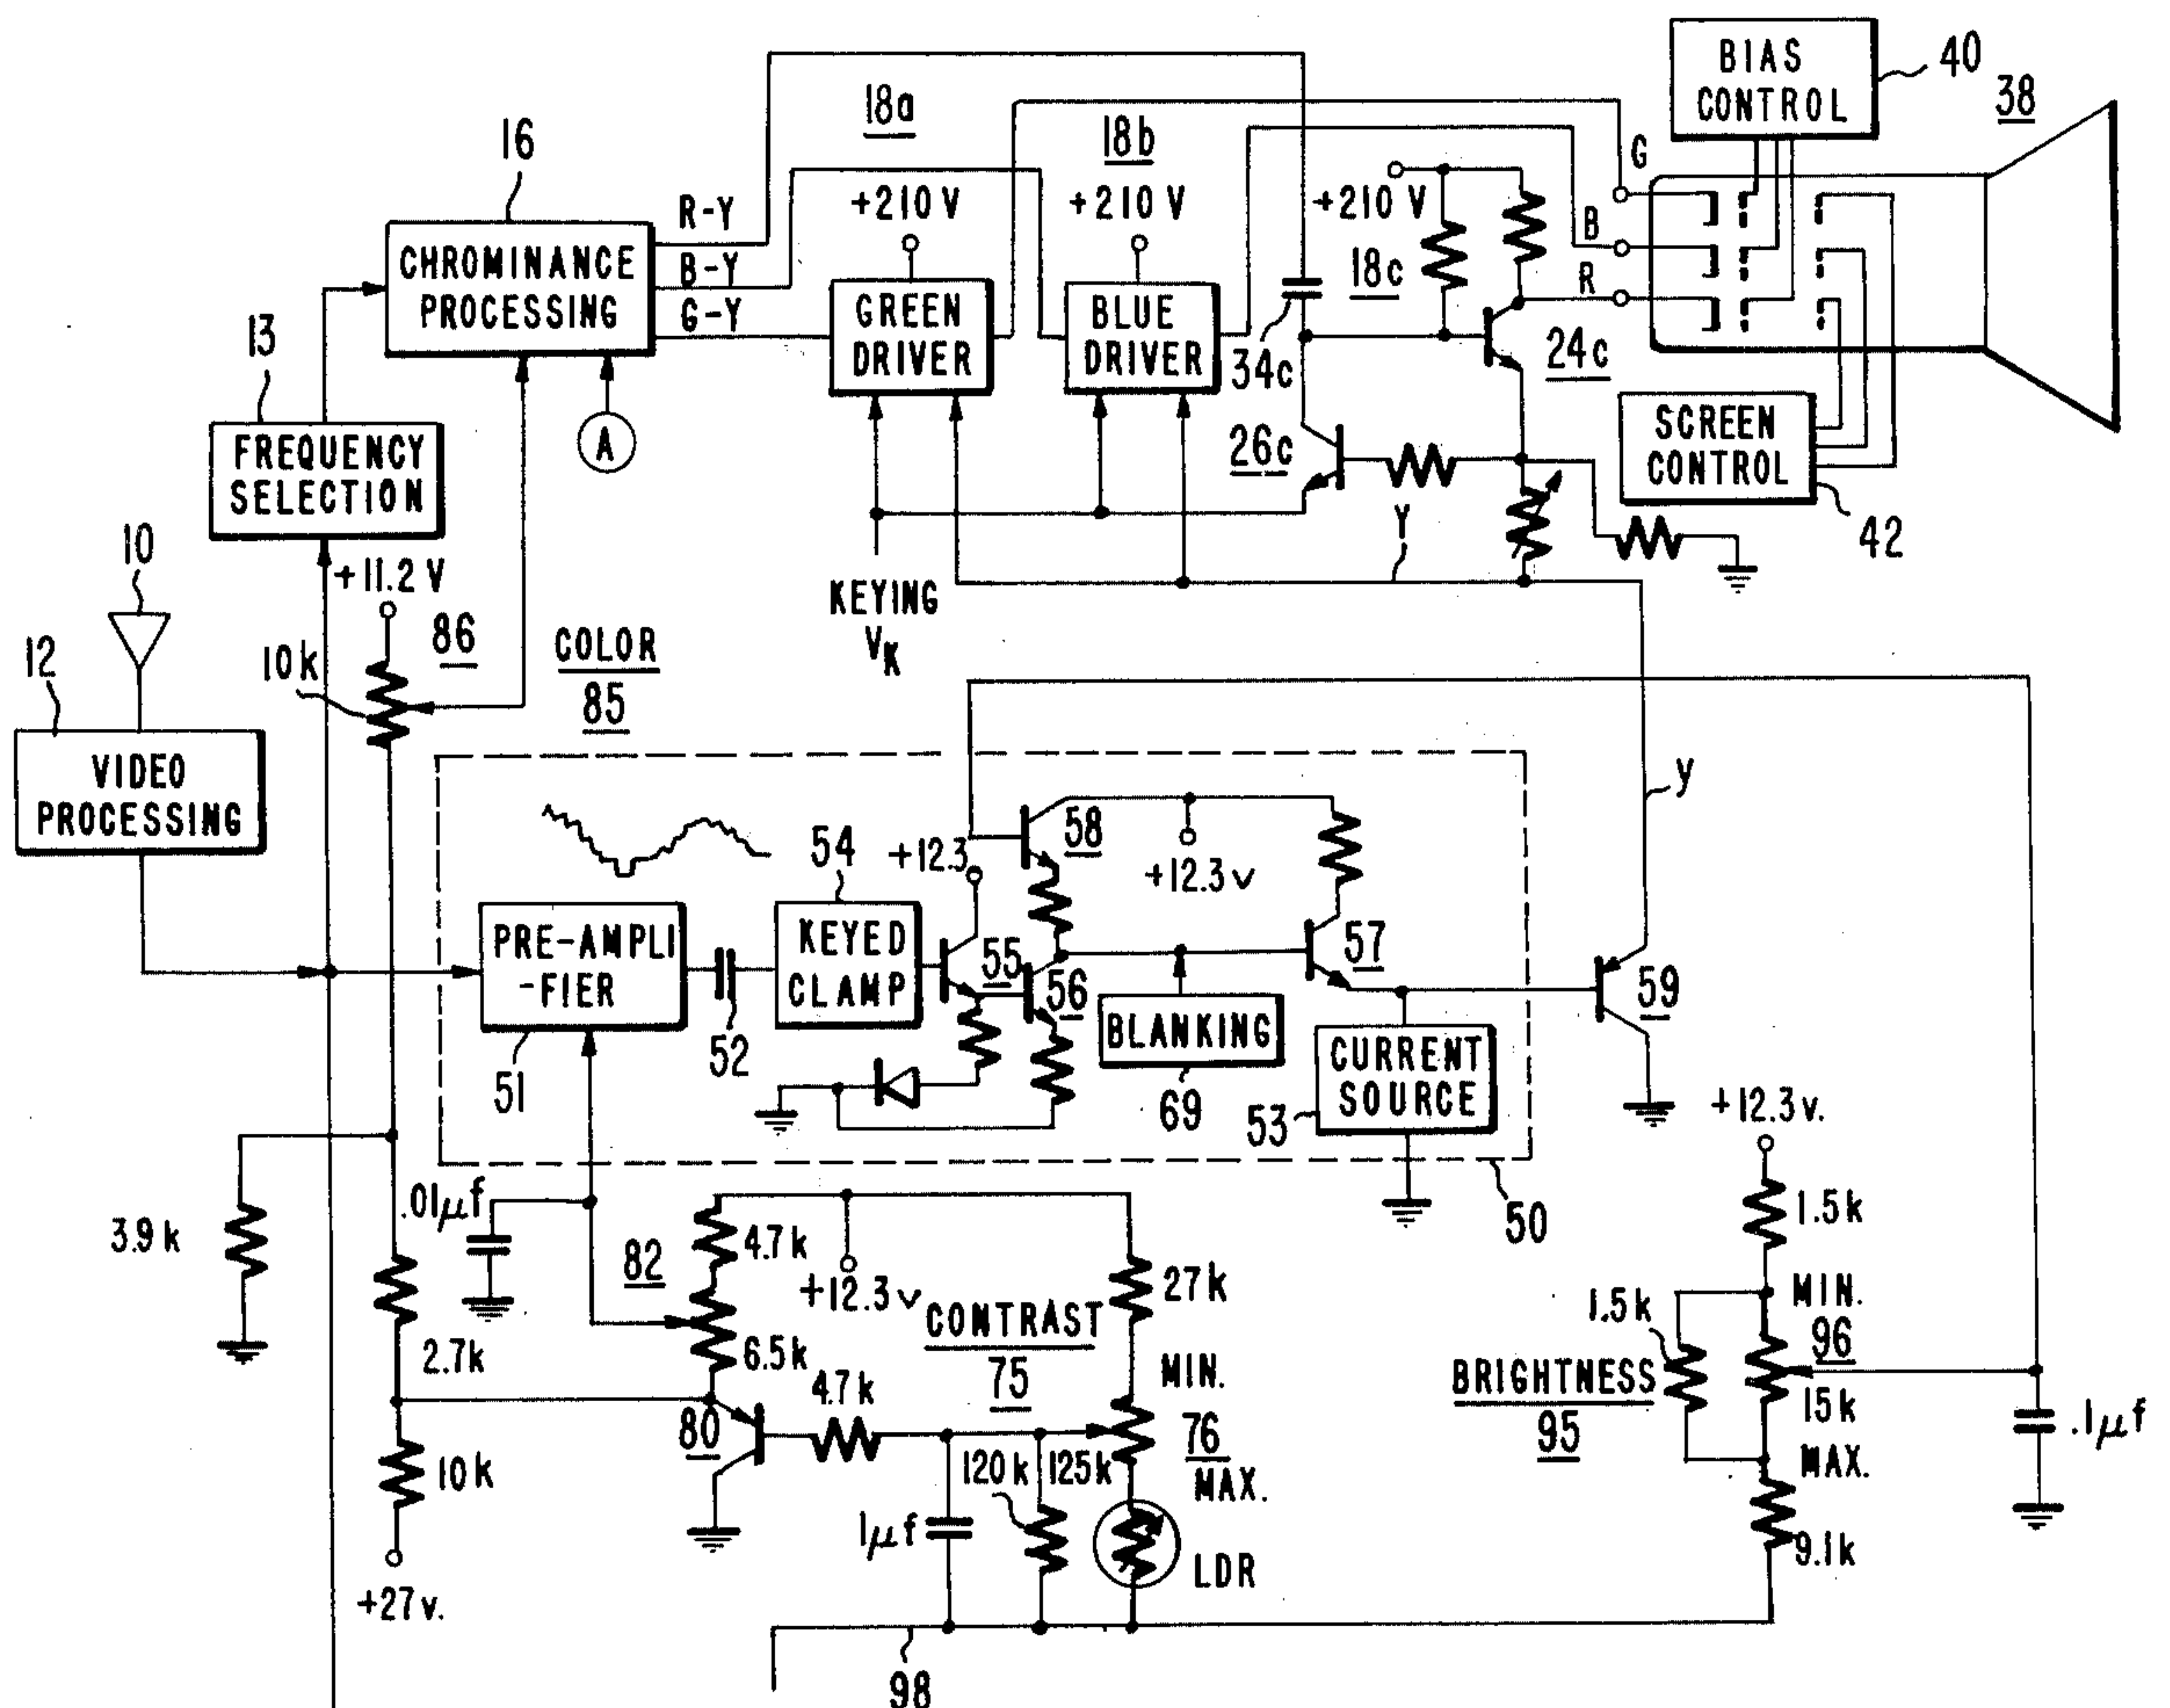 BIAS
CONTROL
40
38
16
18a
18b
G
+210 V
+210 V
+210 V
R-Y
B-Y
G-Y
CHROMINANCE
PROCESSING
GREEN
DRIVER
BLUE
DRIVER
18c
B
R
34c
24c
13
A
FREQUENCY
SELECTION
26c
SCREEN
CONTROL
42
Y
10
+11.2 V
KEYING
VK
86
10k
COLOR
85
12
VIDEO
PROCESSING
y
58
+12.3 v
54
+12.3
PRE-AMPLI
-FIER
KEYED
CLAMP
55
56
57
59
51
52
BLANKING
69
CURRENT
SOURCE
53
50
+12.3 v.
3.9 k
.01μf
82
4.7k
+12.3 v
27k
1.5k
6.5k
CONTRAST
75
MIN.
1.5k
MIN.
96
BRIGHTNESS
95
15k
MAX.
.1μf
2.7k
4.7k
80
76
MAX.
10k
120k
125k
1μf
LDR
9.1k
+27v.
98